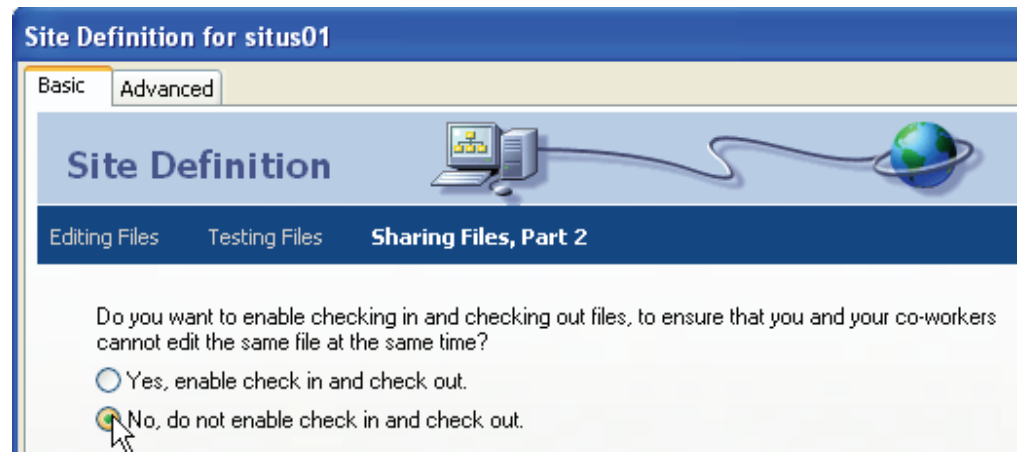 Site Definition for situs01
Basic Advanced
Site Definition
Editing Files Testing Files Sharing Files, Part 2
Do you want to enable checking in and checking out files, to ensure that you and your co-workers
cannot edit the same file at the same time?
Yes, enable check in and check out.
No, do not enable check in and check out.